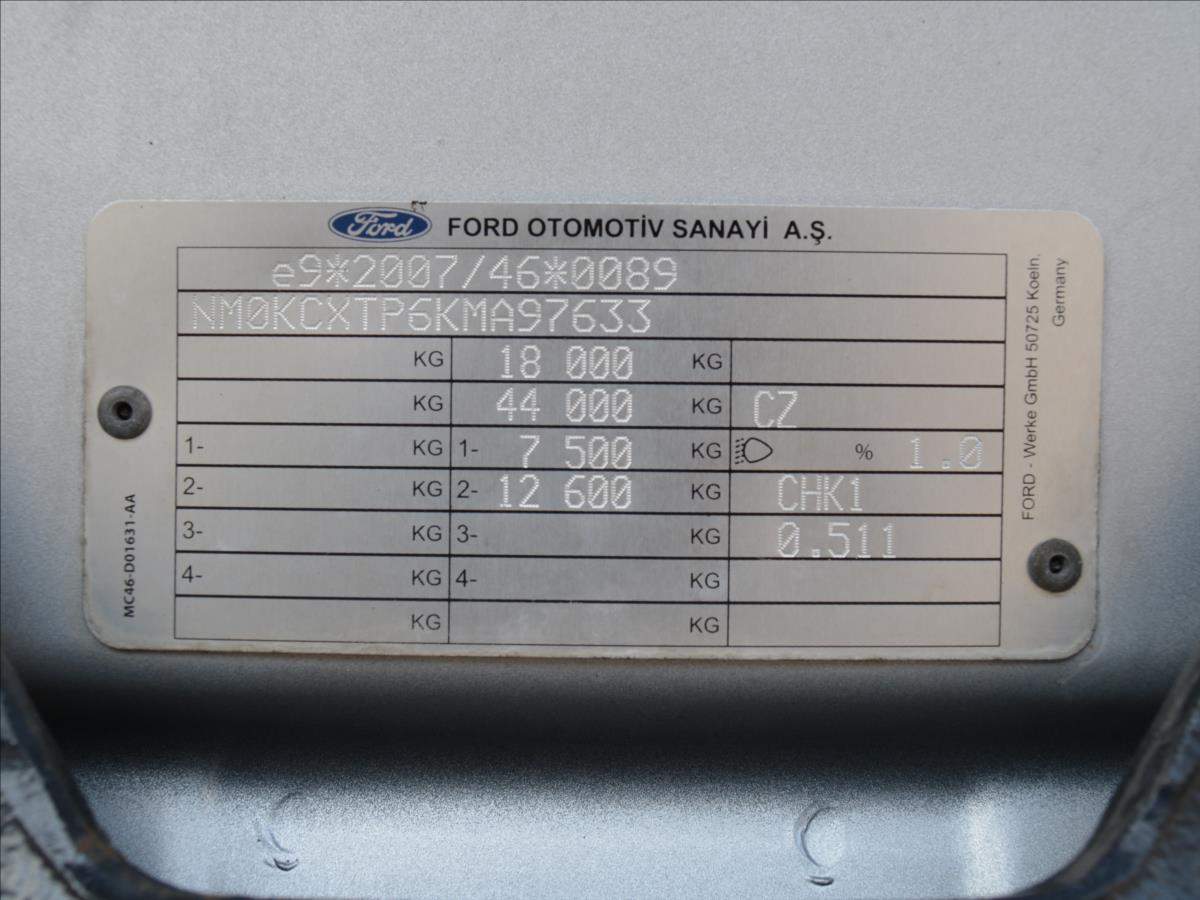 Ford FORD OTOMOTİV SANAYİ A.Ş.
e9*2007/46*0089
NM0KCXTP6KMA97633
KG 18 000 KG
KG 44 000 KG CZ
1- KG 1- 7 500 KG % 1.0
2- KG 2- 12 600 KG CHK1
3- KG 3- KG 0.511
4- KG 4- KG
KG KG
MC46-D01631-AA
FORD - Werke GmbH 50725 Koeln,
Germany